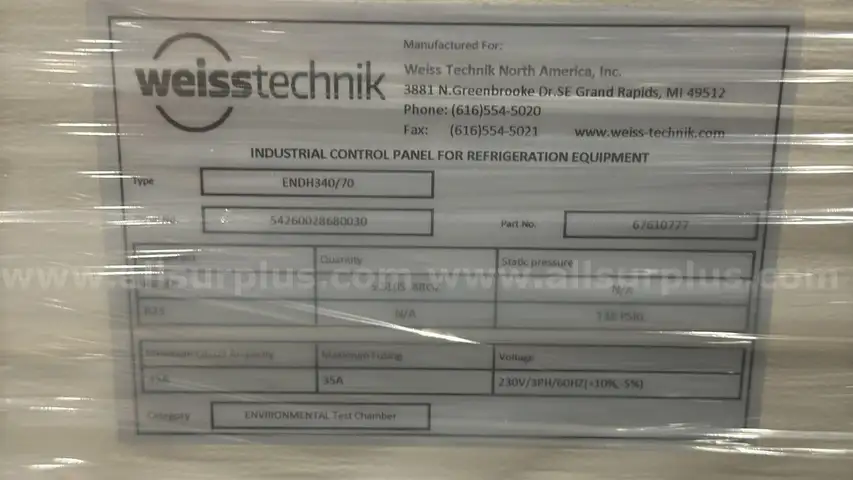 weisstechnik
Manufactured For:
Weiss Technik North America, Inc.
3881 N.Greenbrooke Dr.SE Grand Rapids, MI 49512
Phone: (616)554-5020
Fax: (616)554-5021 www.weiss-technik.com
INDUSTRIAL CONTROL PANEL FOR REFRIGERATION EQUIPMENT
Type ENDH340/70
54260028680030 Part No. 67610777
Quantity Static pressure
www.allsurplus.com www.allsurplus.com
N/A
N/A
Maximum Voltage
35A 230V/3PH/60HZ(+10%,-5%)
Category ENVIRONMENTAL Test Chamber